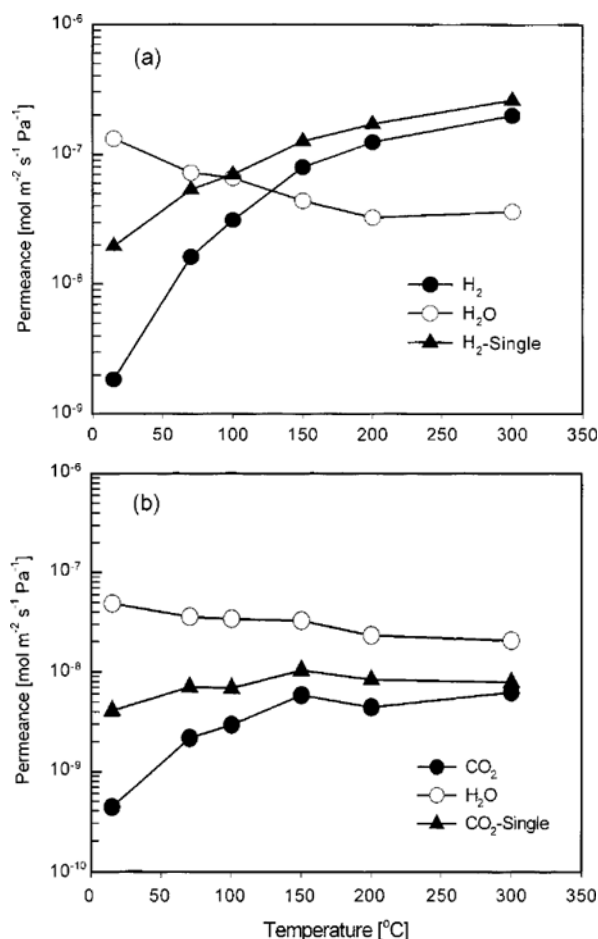 10⁻⁶
(a)
10⁻⁷
10⁻⁸
10⁻⁹
Permeance [mol m⁻² s⁻¹ Pa⁻¹]
H₂
H₂O
H₂-Single
0 50 100 150 200 250 300 350
10⁻⁶
(b)
10⁻⁷
10⁻⁸
10⁻⁹
10⁻¹⁰
Permeance [mol m⁻² s⁻¹ Pa⁻¹]
CO₂
H₂O
CO₂-Single
0 50 100 150 200 250 300 350
Temperature [°C]